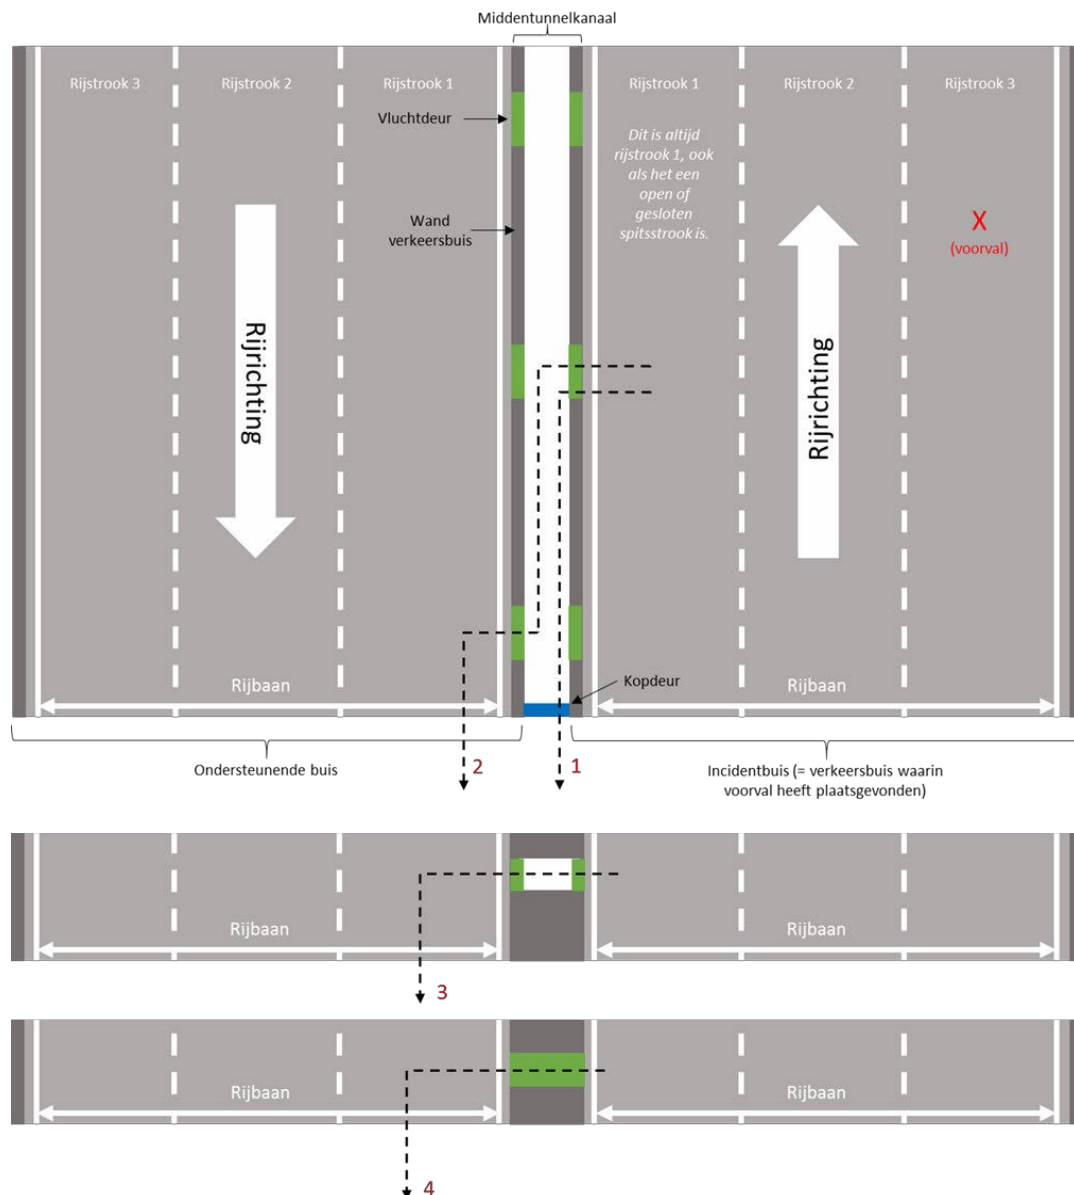 Middentunnelkanaal
Rijstrook 3
Rijstrook 2
Rijstrook 1
Rijstrook 1
Rijstrook 2
Rijstrook 3
Vluchtdeur
Dit is altijd
rijstrook 1, ook
als het een
open of
gesloten
spitsstrook is.
Wand
verkeersbuis
X
(voorval)
Rijrichting
Rijrichting
Kopdeur
Rijbaan
Rijbaan
2
1
Ondersteunende buis
Incidentbuis (= verkeersbuis waarin
voorval heeft plaatsgevonden)
Rijbaan
Rijbaan
3
Rijbaan
Rijbaan
4